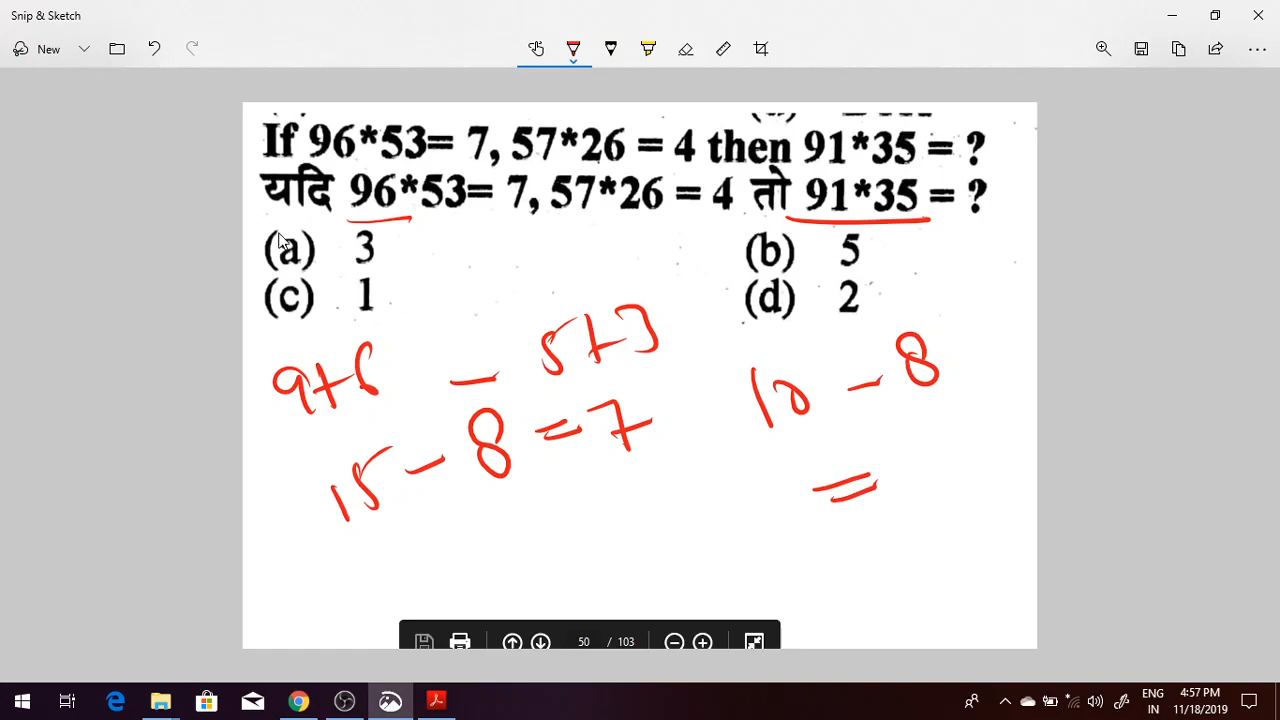 Snip & Sketch
New
If 96*53= 7, 57*26 = 4 then 91*35 = ?
यदि 96*53= 7, 57*26 = 4 तो 91*35 = ?
(a) 3 (b) 5
(c) 1 (d) 2
9+6 - 5+3
15 - 8 = 7
10 - 8
=
50 / 103
ENG
IN
4:57 PM
11/18/2019